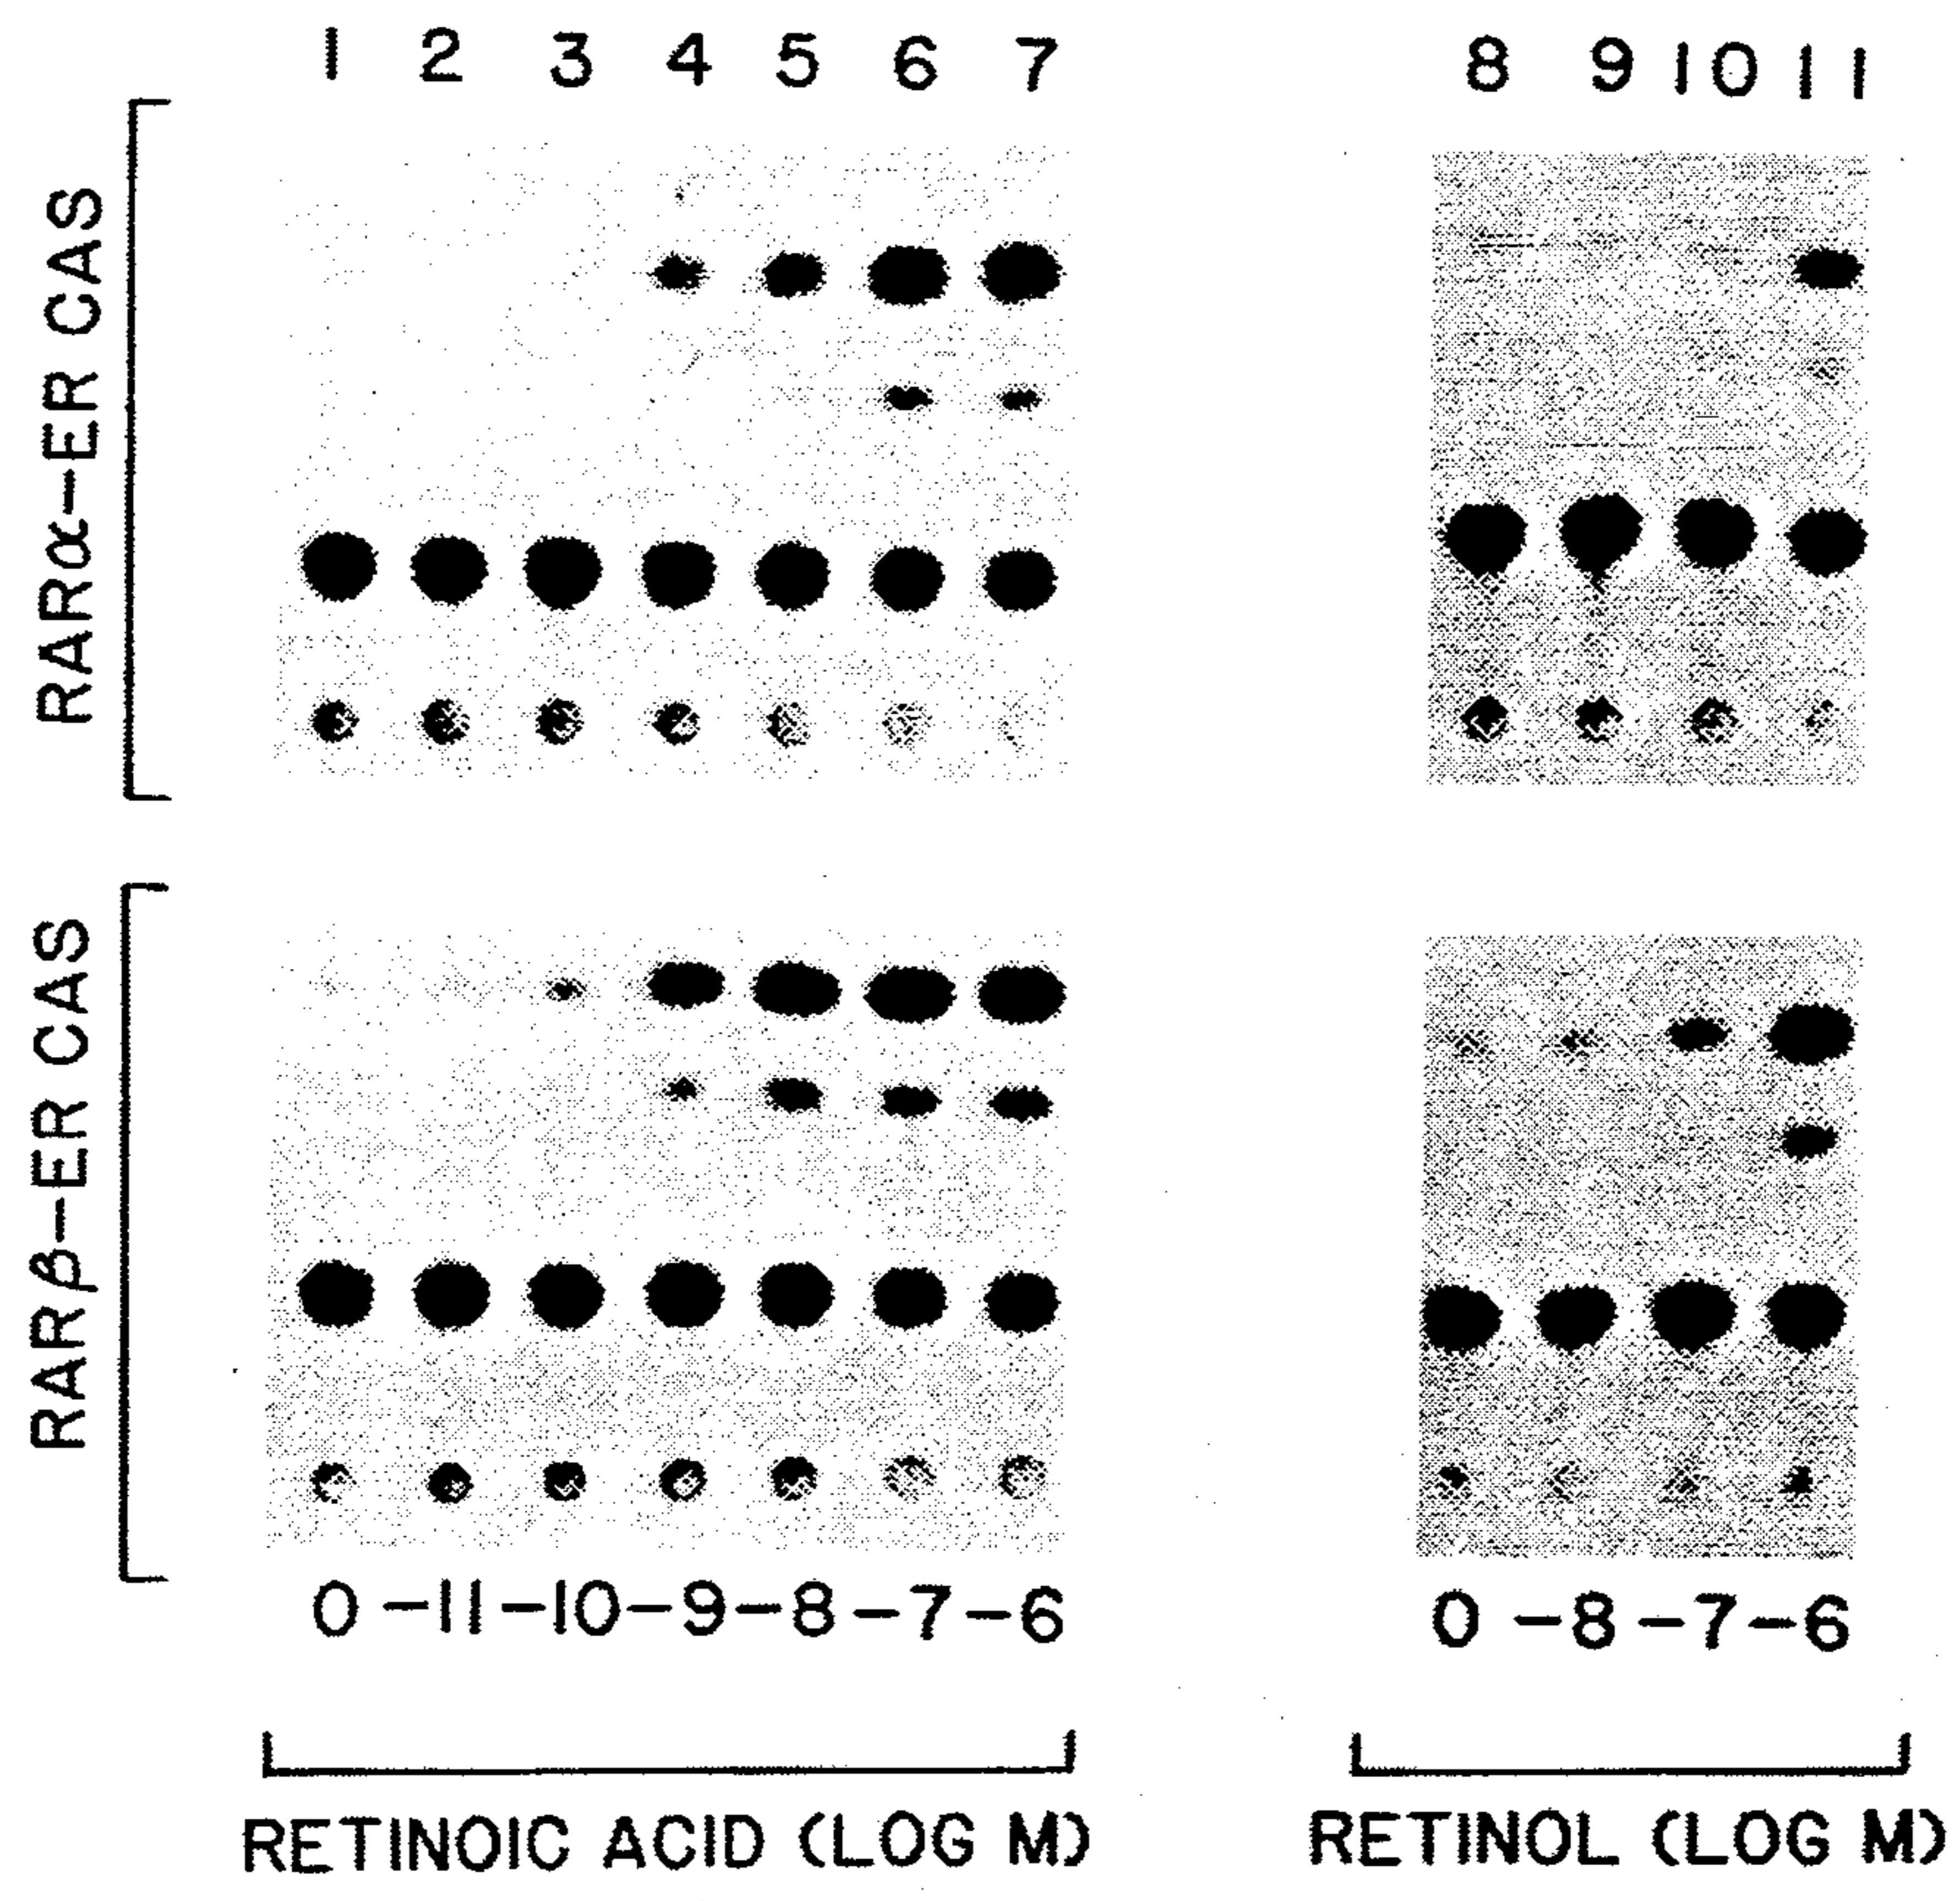 1 2 3 4 5 6 7 8 9 10 11
RARα-ER CAS
RARβ-ER CAS
0 -11 -10 -9 -8 -7 -6 0 -8 -7 -6
RETINOIC ACID (LOG M) RETINOL (LOG M)